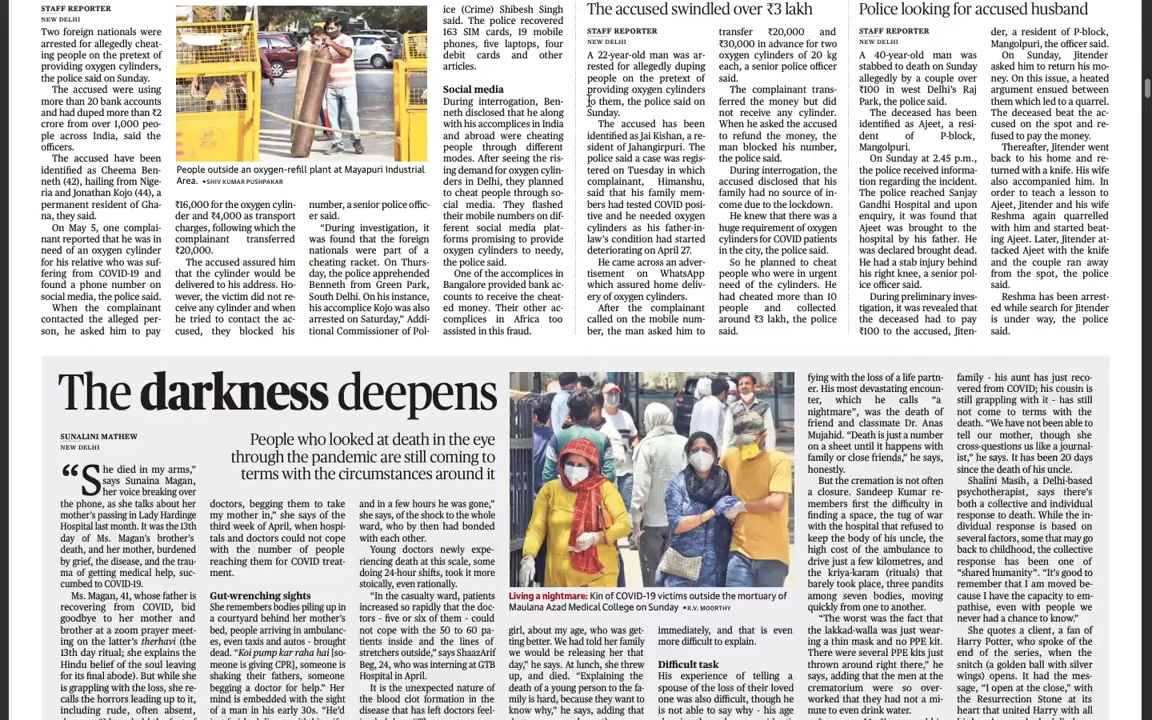 STAFF REPORTER
NEW DELHI
Two foreign nationals were
arrested for allegedly cheat-
ing people on the pretext of
providing oxygen cylinders,
the police said on Sunday.
The accused were using
more than 20 bank accounts
and had duped more than ₹2
crore from over 1,000 peo-
ple across India, said the
officers.
The accused have been
identified as Cheema Ben-
neth (42), hailing from Nige-
ria and Jonathan Kojo (44), a
permanent resident of Gha-
na, they said.
On May 5, one complai-
nant reported that he was in
need of an oxygen cylinder
for his relative who was suf-
fering from COVID-19 and
found a phone number on
social media, the police said.
When the complainant
contacted the alleged per-
son, he asked him to pay
People outside an oxygen-refill plant at Mayapuri Industrial
Area. •SHIV KUMAR PUSHPAKAR
₹16,000 for the oxygen cylin-
der and ₹4,000 as transport
charges, following which the
complainant transferred
₹20,000.
The accused assured him
that the cylinder would be
delivered to his address. Ho-
wever, the victim did not re-
ceive any cylinder and when
he tried to contact the ac-
cused, they blocked his
number, a senior police offic-
er said.
“During investigation, it
was found that the foreign
nationals were part of a
cheating racket. On Thurs-
day, the police apprehended
Benneth from Green Park,
South Delhi. On his instance,
his accomplice Kojo was also
arrested on Saturday,” Addi-
tional Commissioner of Pol-
ice (Crime) Shibesh Singh
said. The police recovered
163 SIM cards, 19 mobile
phones, five laptops, four
debit cards and other
articles.
Social media
During interrogation, Ben-
neth disclosed that he along
with his accomplices in India
and abroad were cheating
people through different
modes. After seeing the ris-
ing demand for oxygen cylin-
ders in Delhi, they planned
to cheat people through so-
cial media. They flashed
their mobile numbers on dif-
ferent social media plat-
forms promising to provide
oxygen cylinders to needy,
the police said.
One of the accomplices in
Bangalore provided bank ac-
counts to receive the cheat-
ed money. Their other ac-
complices in Africa too
assisted in this fraud.
The accused swindled over ₹3 lakh
STAFF REPORTER
NEW DELHI
A 22-year-old man was ar-
rested for allegedly duping
people on the pretext of
providing oxygen cylinders
to them, the police said on
Sunday.
The accused has been
identified as Jai Kishan, a re-
sident of Jahangirpuri. The
police said a case was regis-
tered on Tuesday in which
complainant, Himanshu,
said that his family mem-
bers had tested COVID posi-
tive and he needed oxygen
cylinders as his father-in-
law’s condition had started
deteriorating on April 27.
He came across an adver-
tisement on WhatsApp
which assured home deliv-
ery of oxygen cylinders.
After the complainant
called on the mobile num-
ber, the man asked him to
transfer ₹20,000 and
₹30,000 in advance for two
oxygen cylinders of 20 kg
each, a senior police officer
said.
The complainant trans-
ferred the money but did
not receive any cylinder.
When he asked the accused
to refund the money, the
man blocked his number,
the police said.
During interrogation, the
accused disclosed that his
family had no source of in-
come due to the lockdown.
He knew that there was a
huge requirement of oxygen
cylinders for COVID patients
in the city, the police said.
So he planned to cheat
people who were in urgent
need of the cylinders. He
had cheated more than 10
people and collected
around ₹3 lakh, the police
said.
Police looking for accused husband
STAFF REPORTER
NEW DELHI
A 40-year-old man was
stabbed to death on Sunday
allegedly by a couple over
₹100 in west Delhi’s Raj
Park, the police said.
The deceased has been
identified as Ajeet, a resi-
dent of P-block,
Mangolpuri.
On Sunday at 2.45 p.m.,
the police received infor-
mation regarding the incident.
The police reached Sanjay
Gandhi Hospital and upon
enquiry, it was found that
Ajeet was brought to the
hospital by his father. He
was declared brought dead.
He had a stab injury behind
his right knee, a senior pol-
ice officer said.
During preliminary inves-
tigation, it was revealed that
the deceased had to pay
₹100 to the accused, Jiten-
der, a resident of P-block,
Mangolpuri, the officer said.
On Sunday, Jitender
asked him to return his mo-
ney. On this issue, a heated
argument ensued between
them which led to a quarrel.
The deceased beat the ac-
cused on the spot and re-
fused to pay the money.
Thereafter, Jitender went
back to his home and re-
turned with a knife. His wife
also accompanied him. In
order to teach a lesson to
Ajeet, Jitender and his wife
Reshma again quarrelled
with him and started beat-
ing Ajeet. Later, Jitender at-
tacked Ajeet with the knife
and the couple ran away
from the spot, the police
said.
Reshma has been arrest-
ed while search for Jitender
is under way, the police
said.
The darkness deepens
SUNALINI MATHEW
NEW DELHI
People who looked at death in the eye
through the pandemic are still coming to
terms with the circumstances around it
“She died in my arms,”
says Sunaina Magan,
her voice breaking over
the phone, as she talks about her
mother’s passing in Lady Hardinge
Hospital last month. It was the 13th
day of Ms. Magan’s brother’s
death, and her mother, burdened
by grief, the disease, and the trau-
ma of getting medical help, suc-
cumbed to COVID-19.
Ms. Magan, 41, whose father is
recovering from COVID, bid
goodbye to her mother and
brother at a zoom prayer meet-
ing on the latter’s therhavi (the
13th day ritual; she explains the
Hindu belief of the soul leaving
for its final abode). But while she
is grappling with the loss, she re-
calls the horrors leading up to it,
including rude, often absent,
doctors, begging them to take
my mother in,” she says of the
third week of April, when hospi-
tals and doctors could not cope
with the number of people
reaching them for COVID treat-
ment.
Gut-wrenching sights
She remembers bodies piling up in
a courtyard behind her mother’s
bed, people arriving in ambulanc-
es, even taxis and autos - brought
dead. “Koi pump kar raha hai [so-
meone is giving CPR], someone is
shaking their fathers, someone
begging a doctor for help.” Her
mind is embedded with the sight
of a man in his early 30s. “He’d
and in a few hours he was gone,”
she says, of the shock to the whole
ward, who by then had bonded
with each other.
Young doctors newly expe-
riencing death at this scale, some
doing 24-hour shifts, took it more
stoically, even rationally.
“In the casualty ward, patients
increased so rapidly that the doc-
tors - five or six of them - could
not cope with the 50 to 60 pa-
tients inside and the lines of
stretchers outside,” says ShaazArif
Beg, 24, who was interning at GTB
Hospital in April.
It is the unexpected nature of
the blood clot formation in the
disease that has left doctors feel-
Living a nightmare: Kin of COVID-19 victims outside the mortuary of
Maulana Azad Medical College on Sunday •R.V. MOORTHY
girl, about my age, who was get-
ting better. We had told her family
we would be releasing her that
day,” he says. At lunch, she threw
up, and died. “Explaining the
death of a young person to the fa-
mily is hard, because they want to
know why,” he says, adding that
immediately, and that is even
more difficult to explain.
Difficult task
His experience of telling a
spouse of the loss of their loved
one was also difficult, though he
is not able to say why - his age
fying with the loss of a life partn-
er. His most devastating encoun-
ter, which he calls “a
nightmare”, was the death of
friend and classmate Dr. Anas
Mujahid. “Death is just a number
on a sheet until it happens with
family or close friends,” he says,
honestly.
But the cremation is not often
a closure. Sandeep Kumar re-
members first the difficulty in
finding a space, the tug of war
with the hospital that refused to
keep the body of his uncle, the
high cost of the ambulance to
drive just a few kilometres, and
the kriya-karam (rituals) that
barely took place, three pandits
among seven bodies, moving
quickly from one to another.
“The worst was the fact that
the lakkad-walla was just wear-
ing a thin mask and no PPE kit.
There were several PPE kits just
thrown around right there,” he
says, adding that the men at the
crematorium were so over-
worked that they had not a mi-
nute to even drink water.
family - his aunt has just reco-
vered from COVID; his cousin is
still grappling with it - has still
not come to terms with the
death. “We have not been able to
tell our mother, though she
cross-questions us like a journal-
ist,” he says. It has been 20 days
since the death of his uncle.
Shalini Masih, a Delhi-based
psychotherapist, says there’s
both a collective and individual
response to death. While the in-
dividual response is based on
several factors, some that may go
back to childhood, the collective
response has been one of
“shared humanity”. “It’s good to
remember that I am moved be-
cause I have the capacity to em-
pathise, even with people we
never had a chance to know.”
She quotes a client, a fan of
Harry Potter, who spoke of the
end of the series, when the
snitch (a golden ball with silver
wings) opens. It had the mes-
sage, “I open at the close,” with
the Resurrection Stone at its
heart that united Harry with all